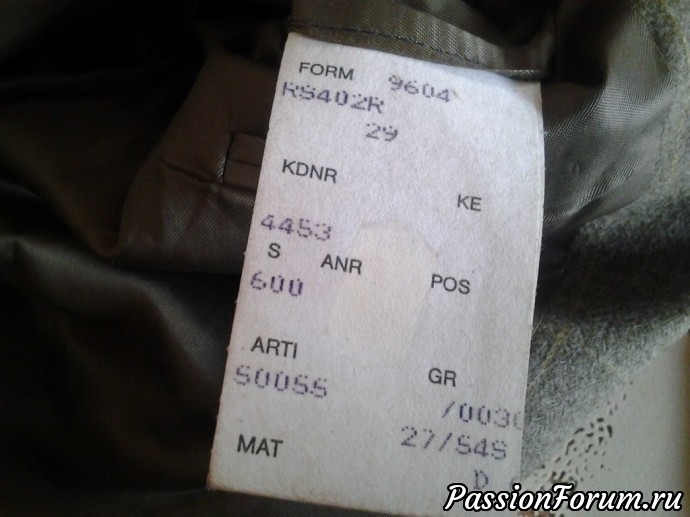 FORM 9604
RS402R
29
KDNR
KE
4453
S ANR
POS
600
ARTI
GR
50055
/0030
27/545
MAT
D
PassionForum.ru